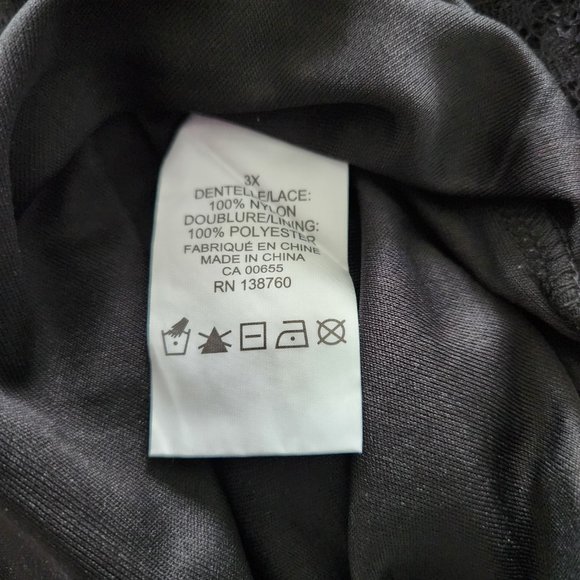 3X
DENTELLE/LACE:
100% NYLON
DOUBLURE/LINING:
100% POLYESTER
FABRIQUÉ EN CHINE
MADE IN CHINA
CA 00655
RN 138760